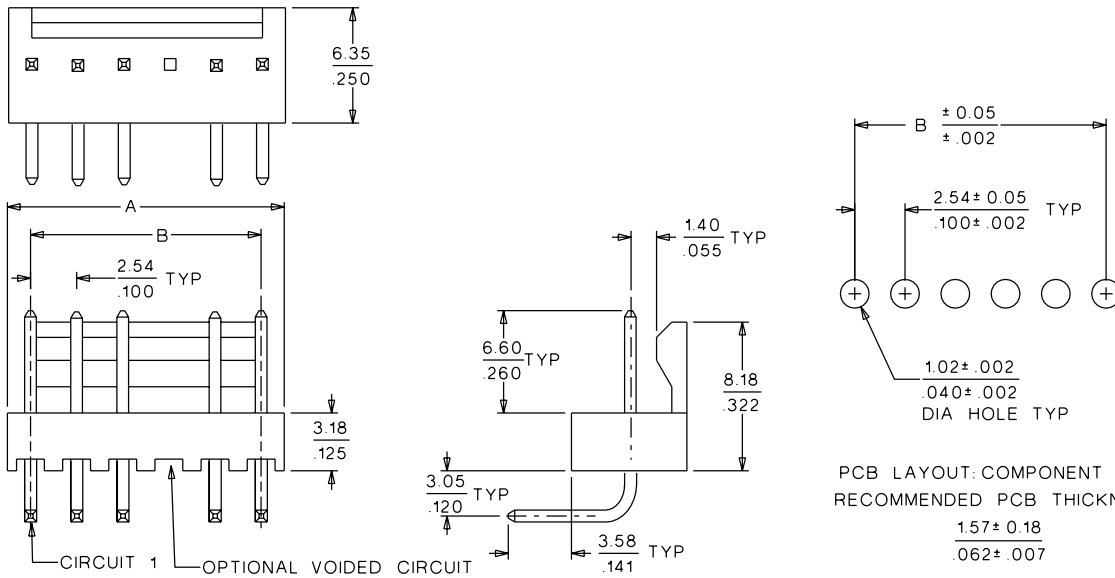 6.35
.250
A
B
2.54 TYP
.100
3.18
.125
CIRCUIT 1
OPTIONAL VOIDED CIRCUIT
1.40 TYP
.055
6.60 TYP
.260
8.18
.322
3.05 TYP
.120
3.58 TYP
.141
B ± 0.05
± .002
2.54± 0.05 TYP
.100± .002
1.02± .002
.040± .002
DIA HOLE TYP
PCB LAYOUT: COMPONENT
RECOMMENDED PCB
1.57± 0.18
.062± .007